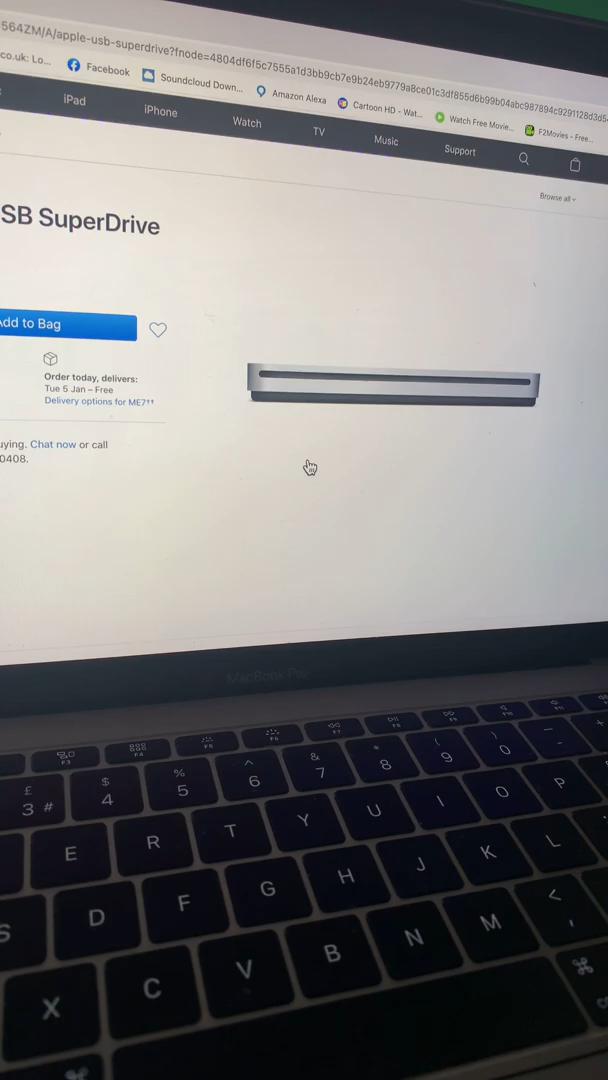 564ZM/A/apple-usb-superdrive?fnode=4804df6f5c7555a1d3bb9cb7e9b24eb9779a8ce01c3df855d6b99b04abc987894c9291128d3d5
co.uk: Lo... Facebook Soundcloud Down... Amazon Alexa Cartoon HD - Wat... Watch Free Movie... F2Movies - Free...
iPad iPhone Watch TV Music Support
Browse all
SB SuperDrive
Add to Bag
Order today, delivers:
Tue 5 Jan – Free
Delivery options for ME7††
uying. Chat now or call
0408.
MacBook Pro
F3 F4 F5 F6 F7 F8 F9 F10 F11
£ $ % ^ & * ( ) _
3 # 4 5 6 7 8 9 0 -
E R T Y U I O P
S D F G H J K L
X C V B N M < ,
⌘